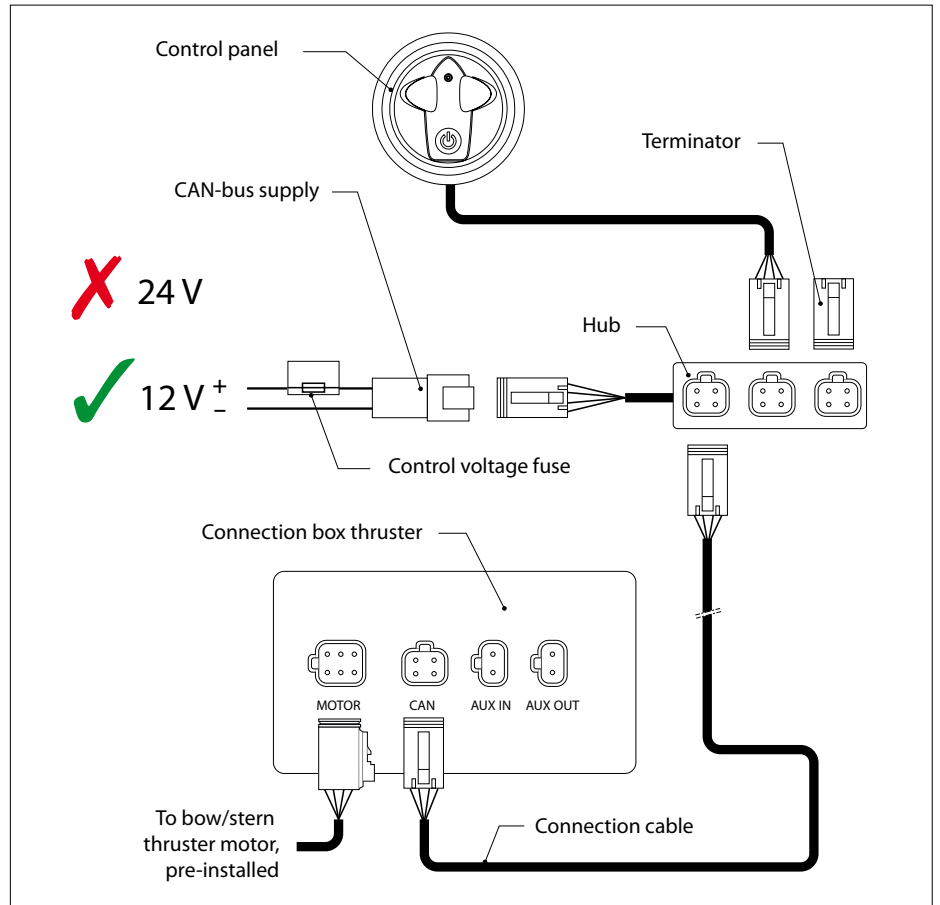 Control panel
Terminator
CAN-bus supply
24 V
Hub
12 V + –
Control voltage fuse
Connection box thruster
MOTOR
CAN
AUX IN
AUX OUT
To bow/stern
thruster motor,
pre-installed
Connection cable